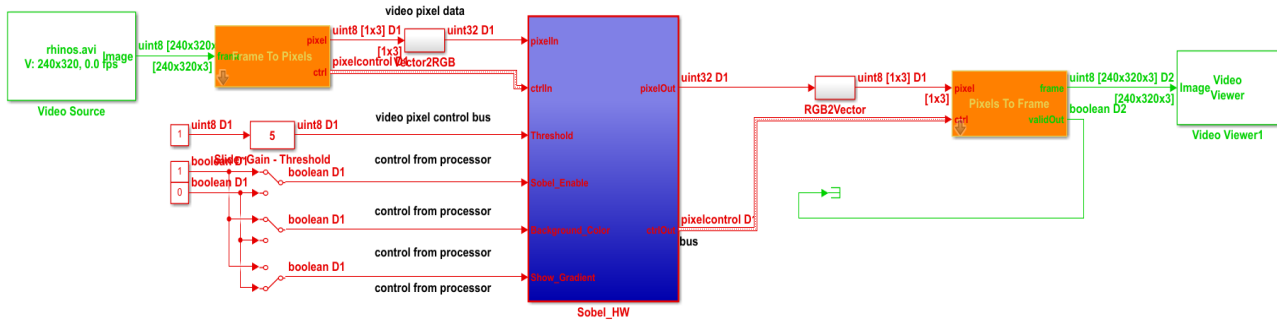 video pixel data
rhinos.avi
V: 240x320, 0.0 fps
Image
Video Source
uint8 [240x320x
[240x320x3]
frame
Frame To Pixels
pixel
ctrl
uint8 [1x3] D1
[1x3]
pixelcontrol D1
uint32 D1
Vector2RGB
pixelIn
ctrlIn
Threshold
Sobel_Enable
Background_Color
Show_Gradient
pixelOut
ctrlOut
Sobel_HW
1
uint8 D1
5
uint8 D1
Slider Gain - Threshold
video pixel control bus
control from processor
1
boolean D1
0
boolean D1
boolean D1
control from processor
boolean D1
control from processor
boolean D1
control from processor
uint32 D1
pixelcontrol D1
bus
RGB2Vector
uint8 [1x3] D1
[1x3]
pixel
ctrl
Pixels To Frame
frame
validOut
uint8 [240x320x3] D2
[240x320x3]
boolean D2
Image
Video
Viewer
Video Viewer1